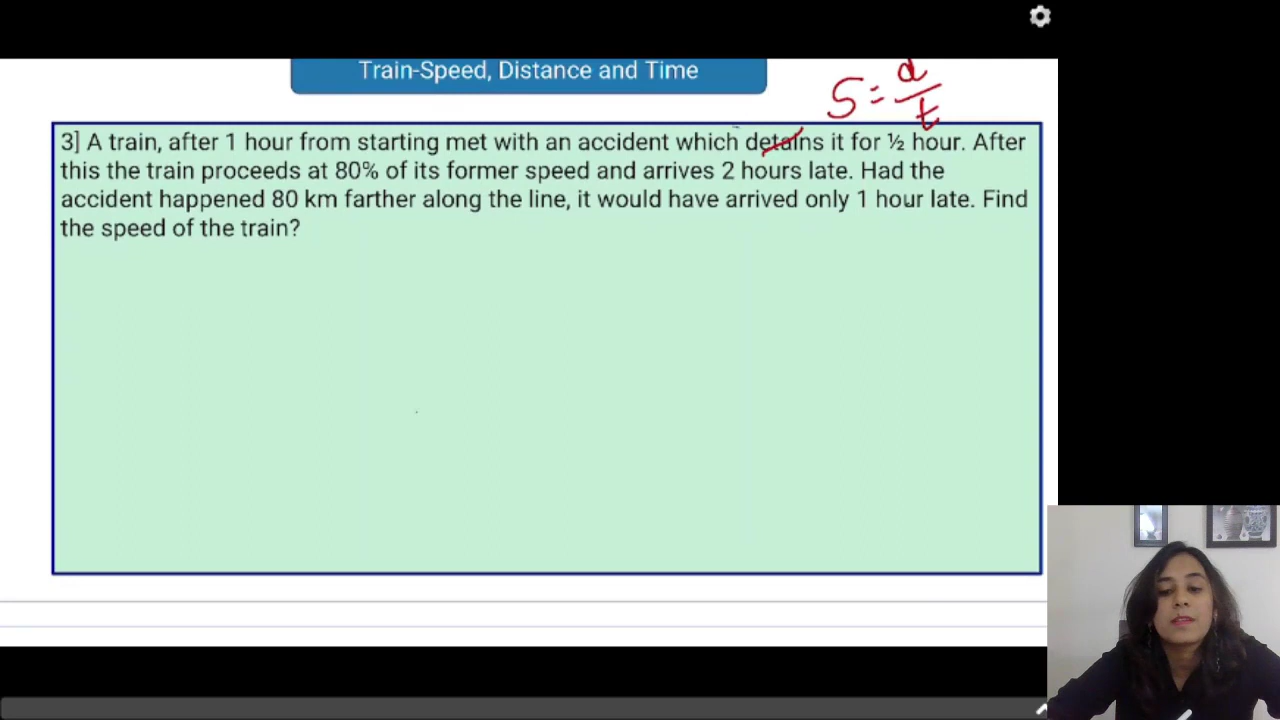 Train-Speed, Distance and Time
S = d/t
3] A train, after 1 hour from starting met with an accident which detains it for ½ hour. After
this the train proceeds at 80% of its former speed and arrives 2 hours late. Had the
accident happened 80 km farther along the line, it would have arrived only 1 hour late. Find
the speed of the train?